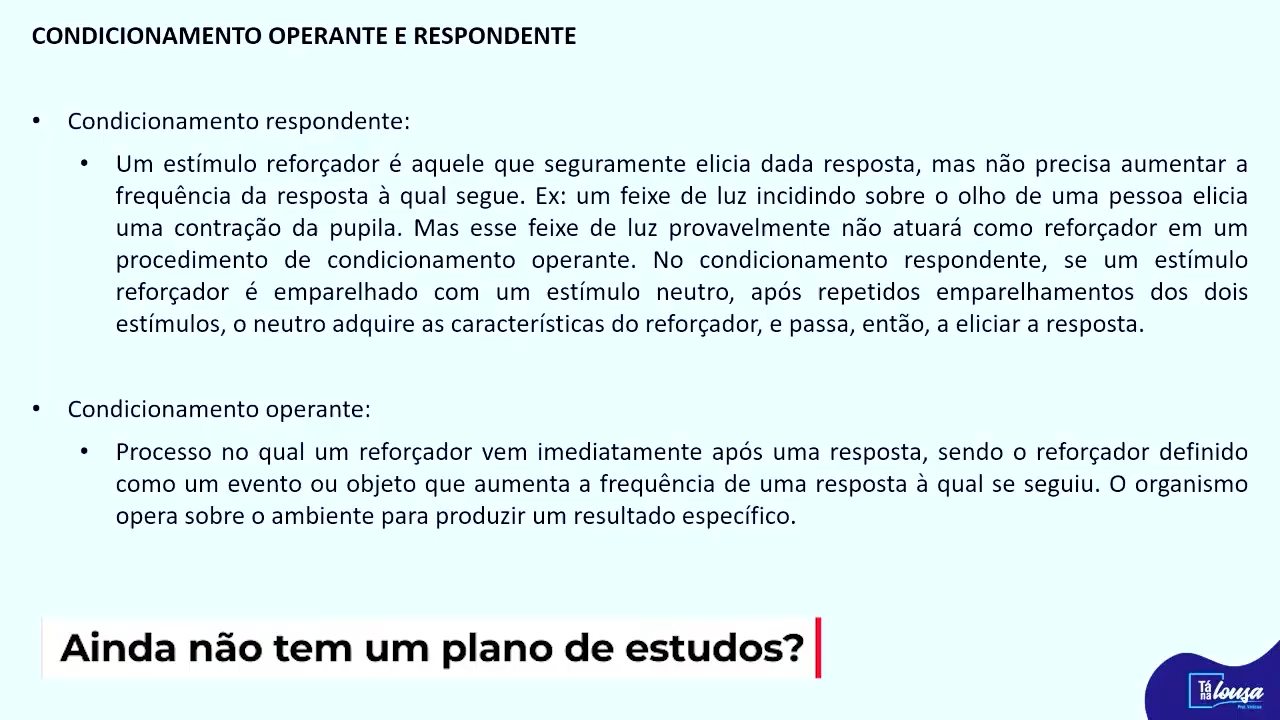 CONDICIONAMENTO OPERANTE E RESPONDENTE
• Condicionamento respondente:
• Um estímulo reforçador é aquele que seguramente elicia dada resposta, mas não precisa aumentar a
frequência da resposta à qual segue. Ex: um feixe de luz incidindo sobre o olho de uma pessoa elicia
uma contração da pupila. Mas esse feixe de luz provavelmente não atuará como reforçador em um
procedimento de condicionamento operante. No condicionamento respondente, se um estímulo
reforçador é emparelhado com um estímulo neutro, após repetidos emparelhamentos dos dois
estímulos, o neutro adquire as características do reforçador, e passa, então, a eliciar a resposta.
• Condicionamento operante:
• Processo no qual um reforçador vem imediatamente após uma resposta, sendo o reforçador definido
como um evento ou objeto que aumenta a frequência de uma resposta à qual se seguiu. O organismo
opera sobre o ambiente para produzir um resultado específico.
Ainda não tem um plano de estudos?
Tá
na lousa